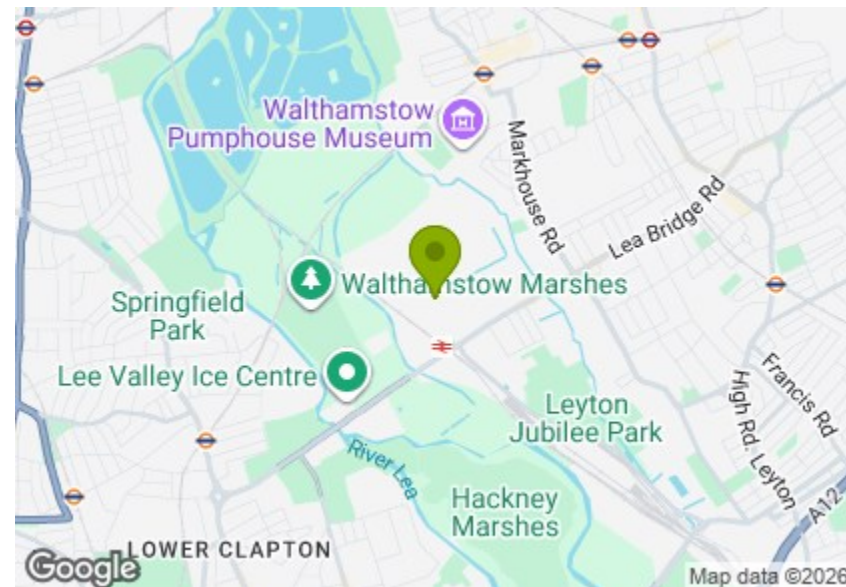 Walthamstow
Pumphouse Museum
Markhouse Rd
Lea Bridge Rd
Walthamstow Marshes
Springfield
Park
Lee Valley Ice Centre
Francis Rd
High Rd. Leyton
Leyton
Jubilee Park
River Lea
Hackney
Marshes
A12
LOWER CLAPTON
Google
Map data ©2026